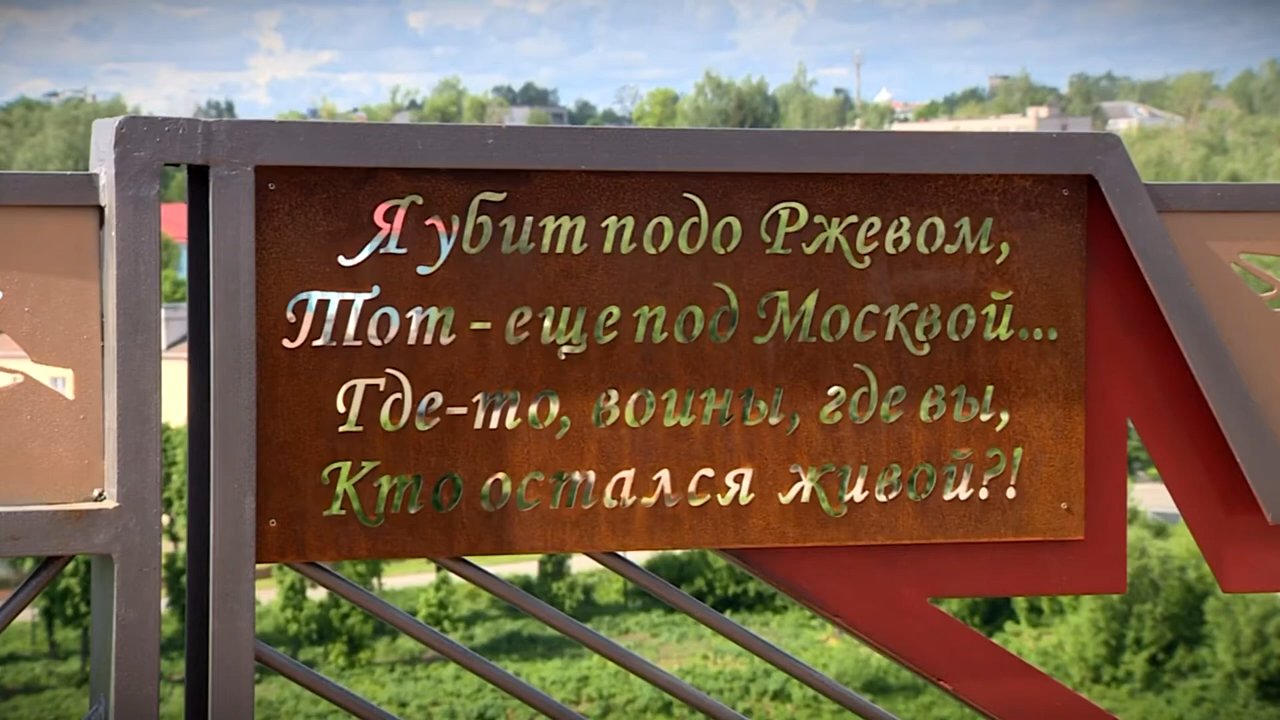 Я убит подо Ржевом,
Тот - еще под Москвой...
Где-то, воины, где вы,
Кто остался живой?!